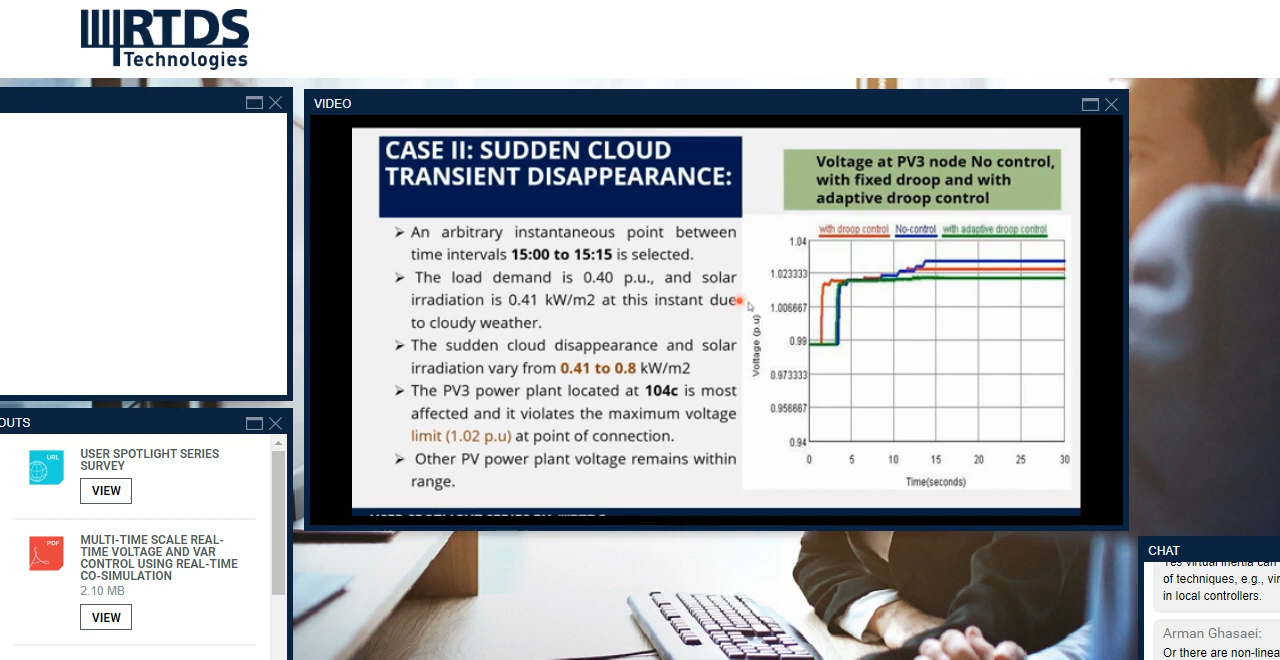 RTDS
Technologies
VIDEO
CASE II: SUDDEN CLOUD
TRANSIENT DISAPPEARANCE:
➢ An arbitrary instantaneous point between
time intervals 15:00 to 15:15 is selected.
➢ The load demand is 0.40 p.u., and solar
irradiation is 0.41 kW/m2 at this instant due
to cloudy weather.
➢ The sudden cloud disappearance and solar
irradiation vary from 0.41 to 0.8 kW/m2
➢ The PV3 power plant located at 104c is most
affected and it violates the maximum voltage
limit (1.02 p.u) at point of connection.
➢ Other PV power plant voltage remains within
range.
Voltage at PV3 node No control,
with fixed droop and with
adaptive droop control
with droop control No-control with adaptive droop control
1.04
1.023333
1.006667
0.99
0.973333
0.956667
0.94
Voltage (p.u)
0 5 10 15 20 25 30
Time(seconds)
OUTS
URL
USER SPOTLIGHT SERIES
SURVEY
VIEW
PDF
MULTI-TIME SCALE REAL-
TIME VOLTAGE AND VAR
CONTROL USING REAL-TIME
CO-SIMULATION
2.10 MB
VIEW
CHAT
Yes virtual inertia can
of techniques, e.g., vir
in local controllers.
Arman Ghasaei:
Or there are non-linea